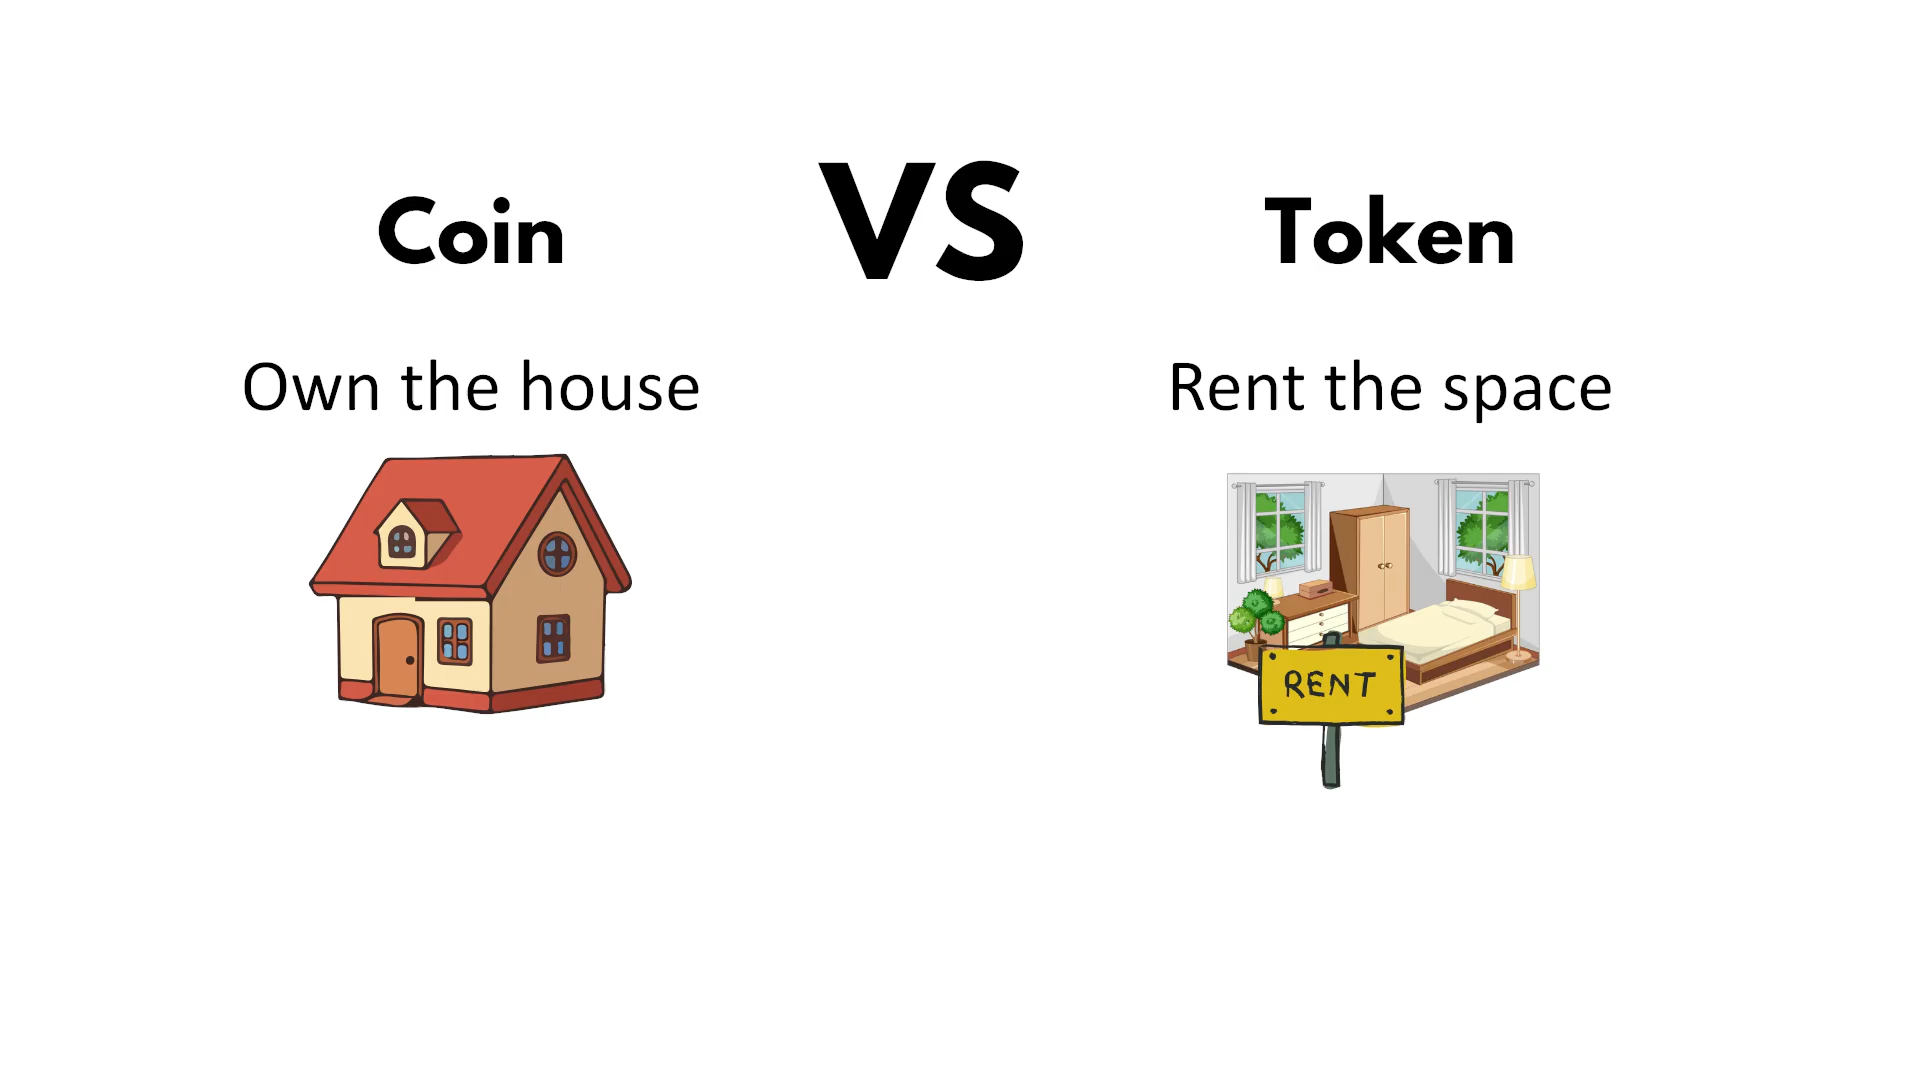 Coin
VS
Token
Own the house
Rent the space
RENT